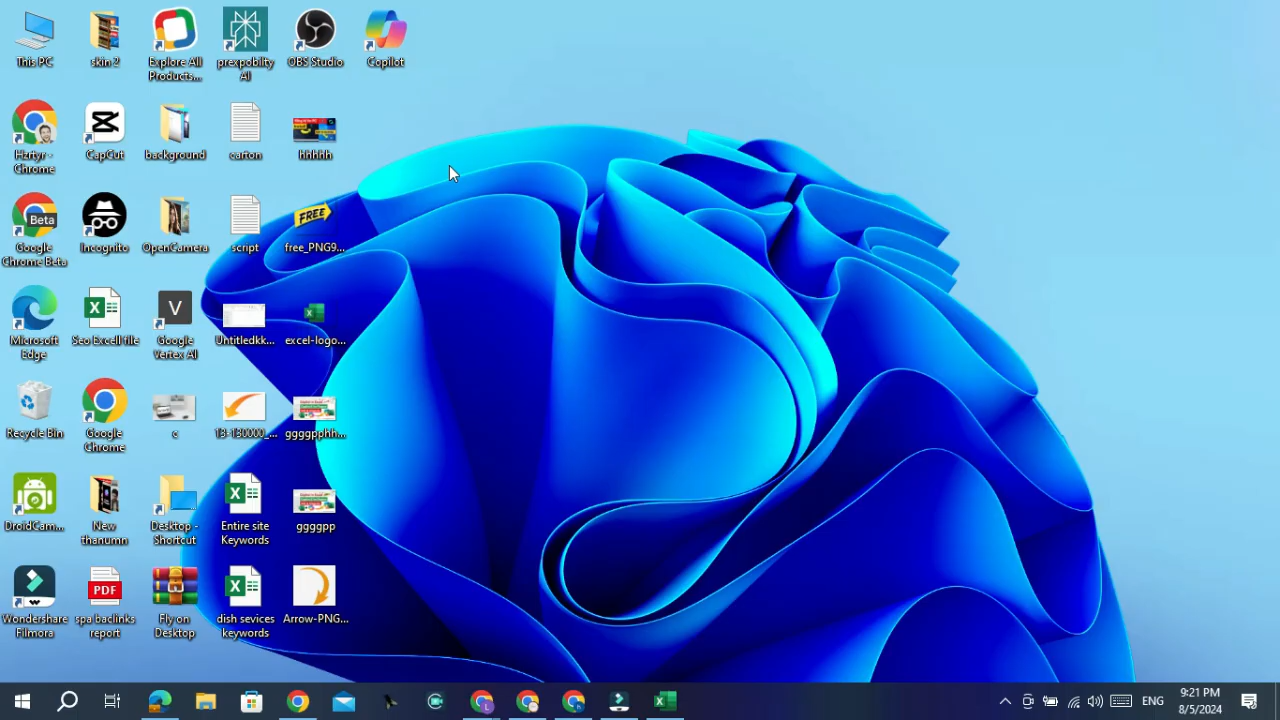 This PC
skin 2
Explore All
Products...
prexpobilty
AI
OBS Studio
Copilot
Hzrtyr -
Chrome
CapCut
background
carton
hhhhh
Beta
Google
Chrome Beta
Incognito
OpenCamera
script
FREE
free_PNG9...
Microsoft
Edge
Seo Excell file
V
Google
Vertex AI
Untitledkk...
excel-logo...
Recycle Bin
Google
Chrome
c
13-130000_...
ggggpphh...
DroidCam...
New
thanumn
Desktop -
Shortcut
Entire site
Keywords
ggggpp
Wondershare
Filmora
PDF
spa baclinks
report
Fly on
Desktop
dish sevices
keywords
Arrow-PNG...
ENG
9:21 PM
8/5/2024